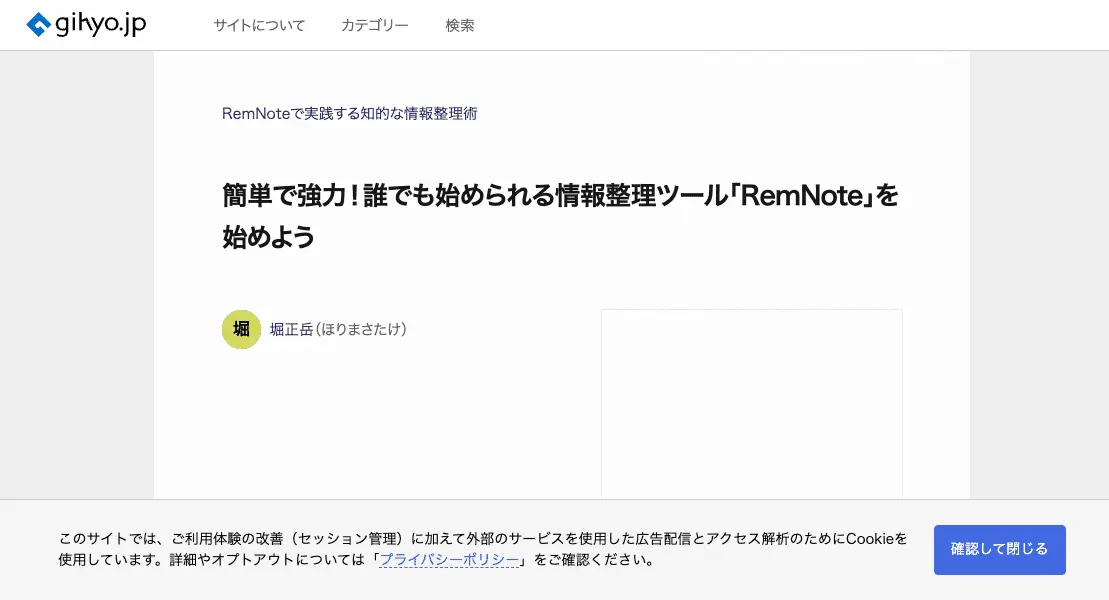 gihyo.jp サイトについて カテゴリー 検索
RemNoteで実践する知的な情報整理術
簡単で強力！誰でも始められる情報整理ツール「RemNote」を
始めよう
堀 堀正岳（ほりまさたけ）
このサイトでは、ご利用体験の改善（セッション管理）に加えて外部のサービスを使用した広告配信とアクセス解析のためにCookieを
使用しています。詳細やオプトアウトについては「プライバシーポリシー」をご確認ください。
確認して閉じる